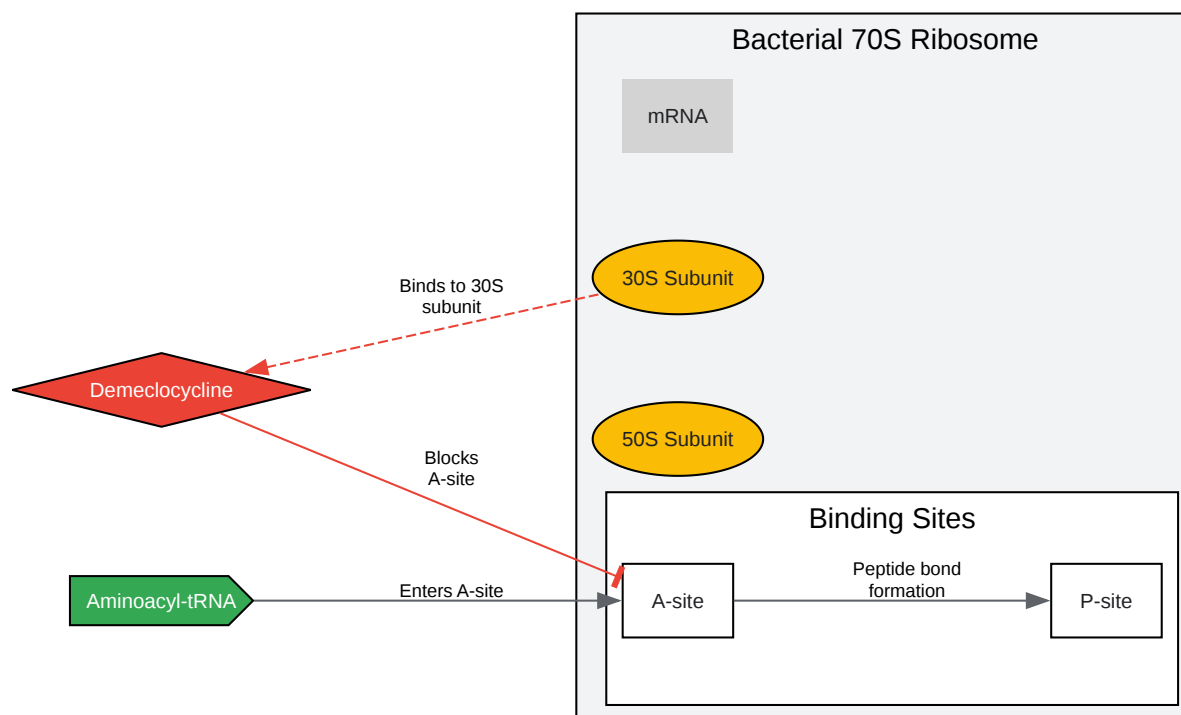 Bacterial 70S Ribosome
mRNA
30S Subunit
Binds to 30S
subunit
Demeclocycline
50S Subunit
Blocks
A-site
Binding Sites
Peptide bond
formation
Aminoacyl-tRNA
Enters A-site
A-site
P-site